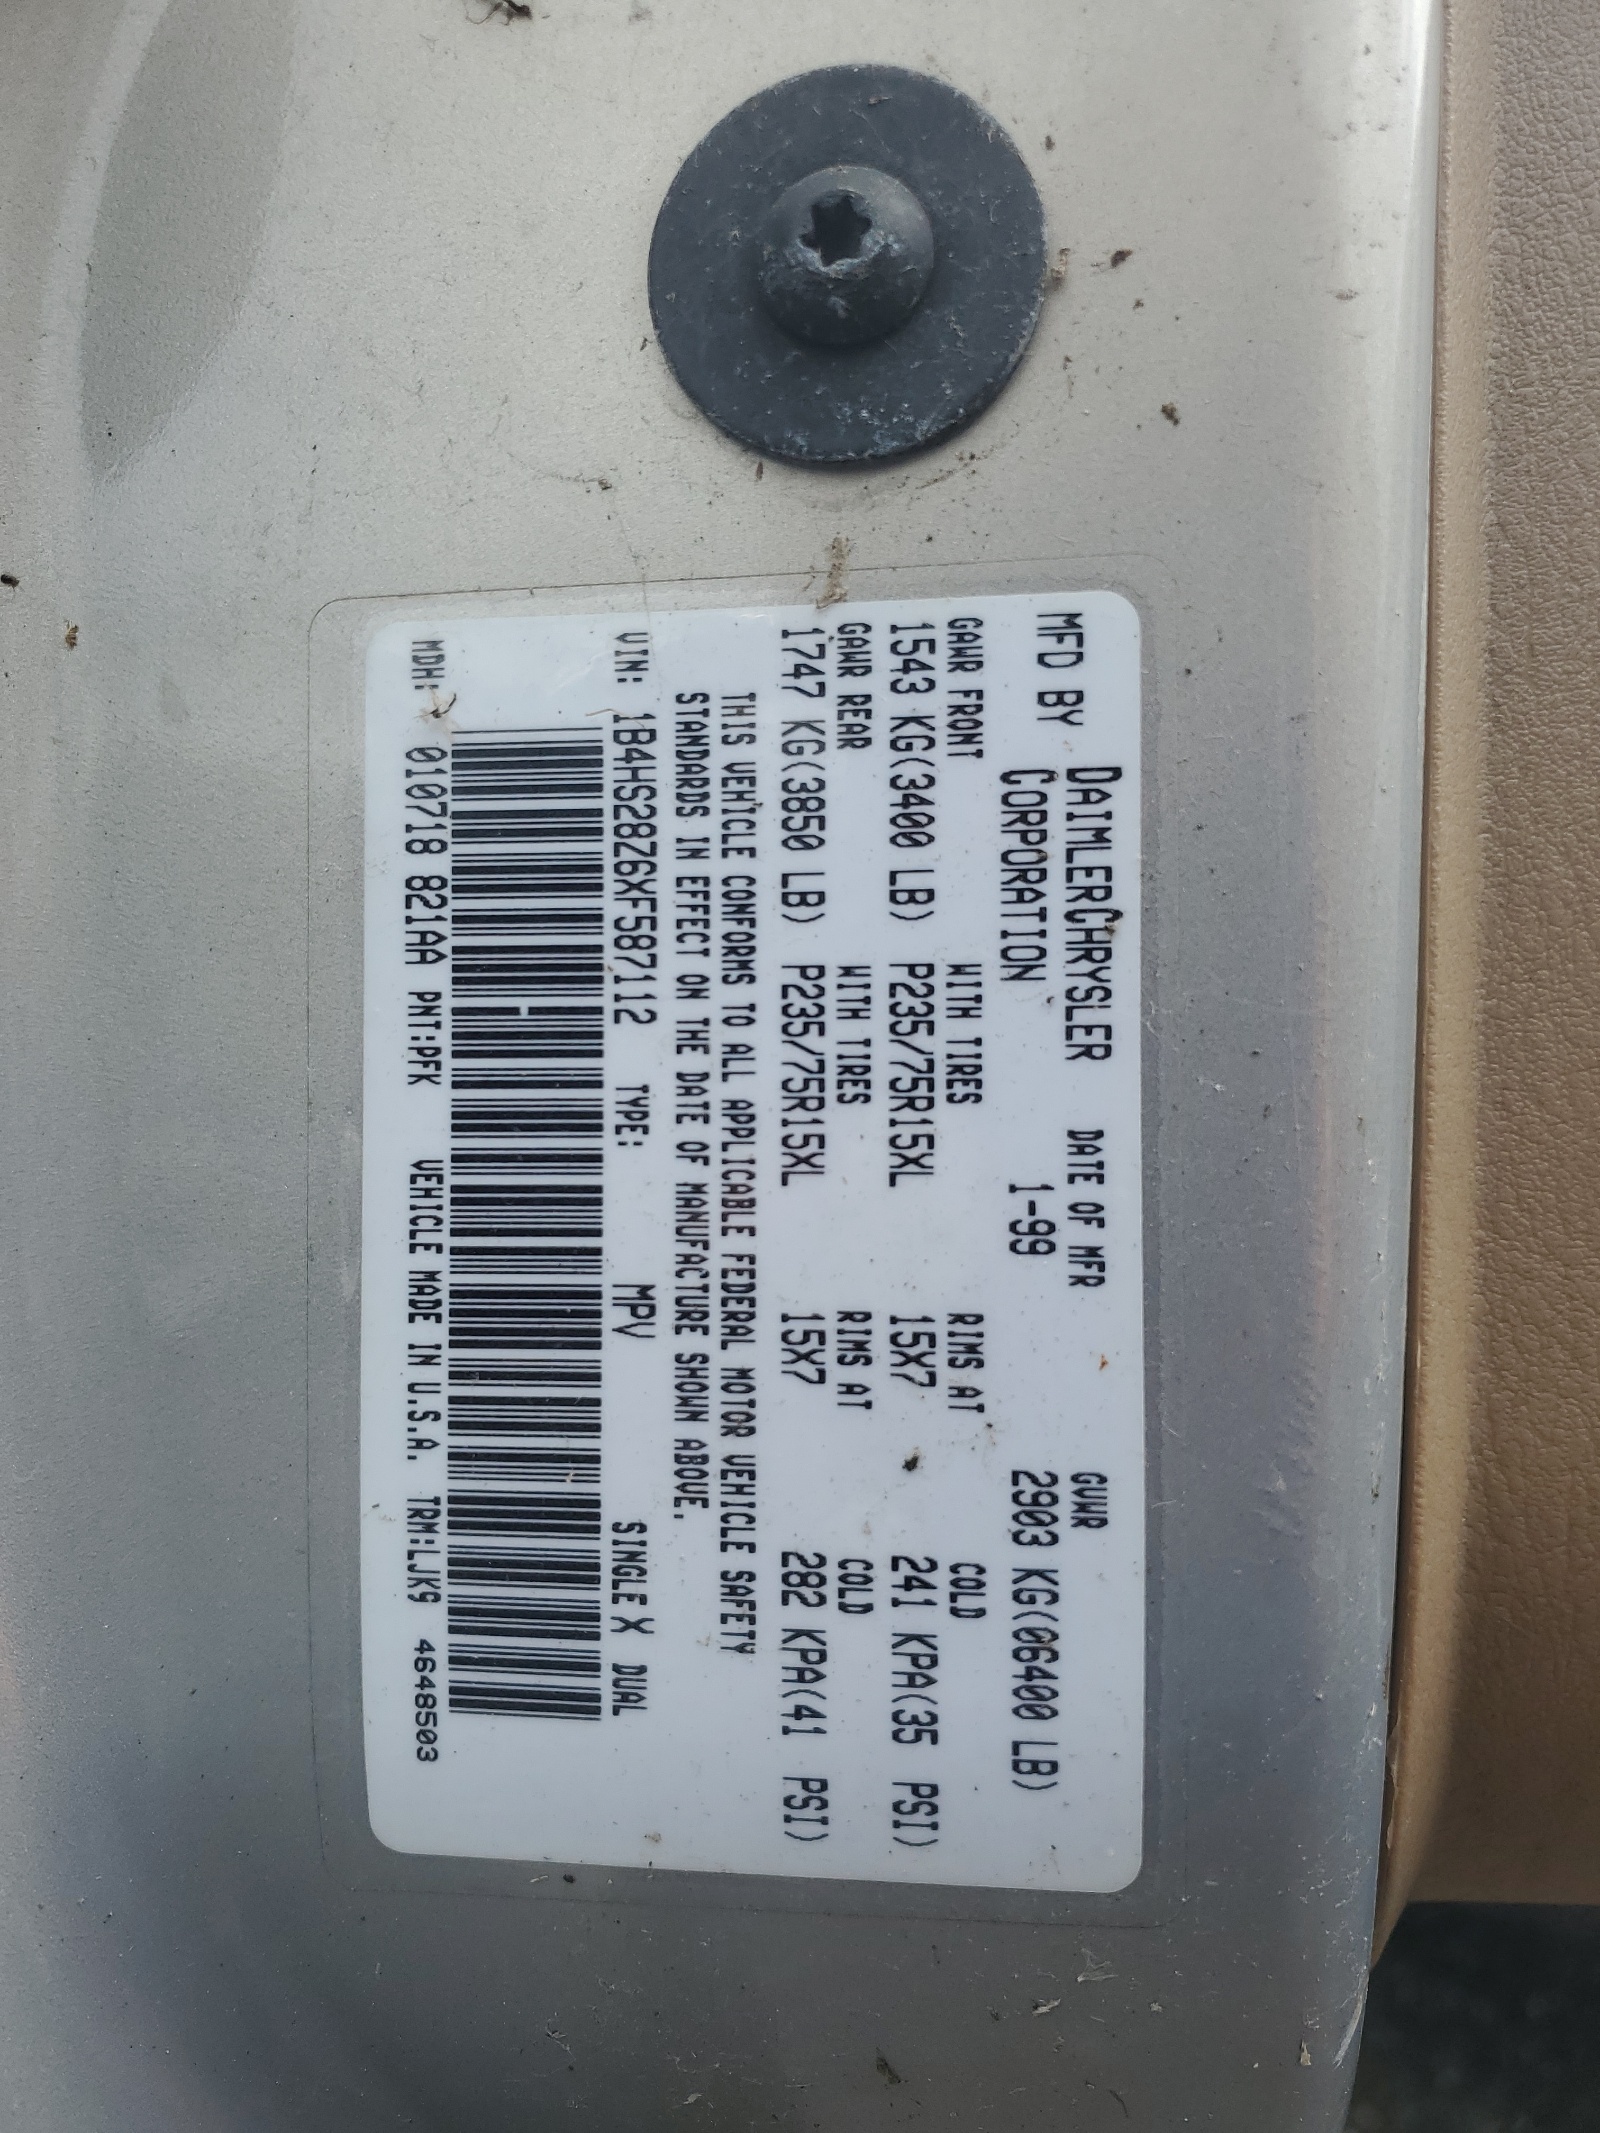 MFD BY DAIMLERCHRYSLER DATE OF MFR GVWR
CORPORATION 1-99 2903 KG(06400 LB)
GAWR FRONT WITH TIRES RIMS AT COLD
1543 KG(3400 LB) P235/75R15XL 15X7 241 KPA(35 PSI)
GAWR REAR WITH TIRES RIMS AT COLD
1747 KG(3850 LB) P235/75R15XL 15X7 282 KPA(41 PSI)
THIS VEHICLE CONFORMS TO ALL APPLICABLE FEDERAL MOTOR VEHICLE SAFETY
STANDARDS IN EFFECT ON THE DATE OF MANUFACTURE SHOWN ABOVE.
VIN: 1B4HS28Z6XF587112 TYPE: MPV SINGLE X DUAL
MDH: 010718 821AA PNT:PFK VEHICLE MADE IN U.S.A. TRM:LJK9 4648503